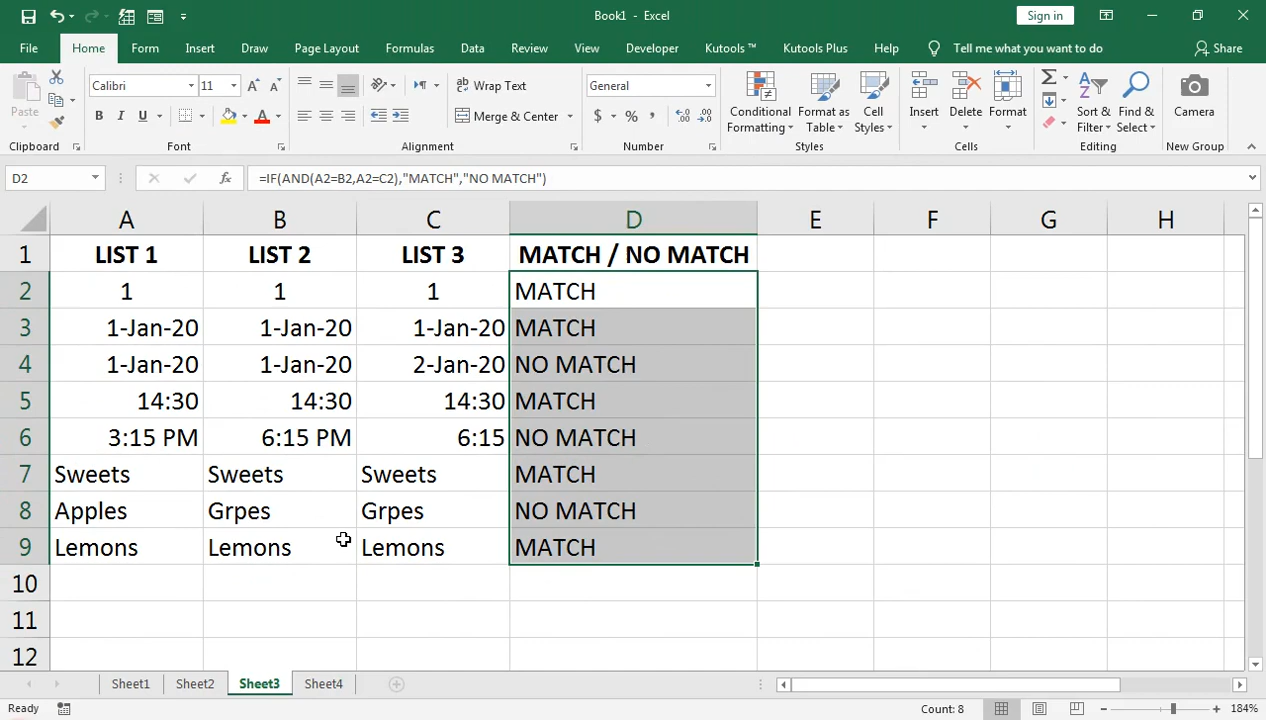 Book1 - Excel
Sign in
File Home Form Insert Draw Page Layout Formulas Data Review View Developer Kutools ™ Kutools Plus Help Tell me what you want to do Share
Paste
Clipboard
Calibri 11
B I U
Font
Wrap Text
Merge & Center
Alignment
General
$ % ,
Number
Conditional Formatting
Format as Table
Cell Styles
Styles
Insert
Delete
Format
Cells
Sort & Filter
Find & Select
Editing
Camera
New Group
D2 fx =IF(AND(A2=B2,A2=C2),"MATCH","NO MATCH")
A B C D E F G H
1 LIST 1 LIST 2 LIST 3 MATCH / NO MATCH
2 1 1 1 MATCH
3 1-Jan-20 1-Jan-20 1-Jan-20 MATCH
4 1-Jan-20 1-Jan-20 2-Jan-20 NO MATCH
5 14:30 14:30 14:30 MATCH
6 3:15 PM 6:15 PM 6:15 NO MATCH
7 Sweets Sweets Sweets MATCH
8 Apples Grpes Grpes NO MATCH
9 Lemons Lemons Lemons MATCH
10
11
12
Sheet1 Sheet2 Sheet3 Sheet4
Ready Count: 8 184%